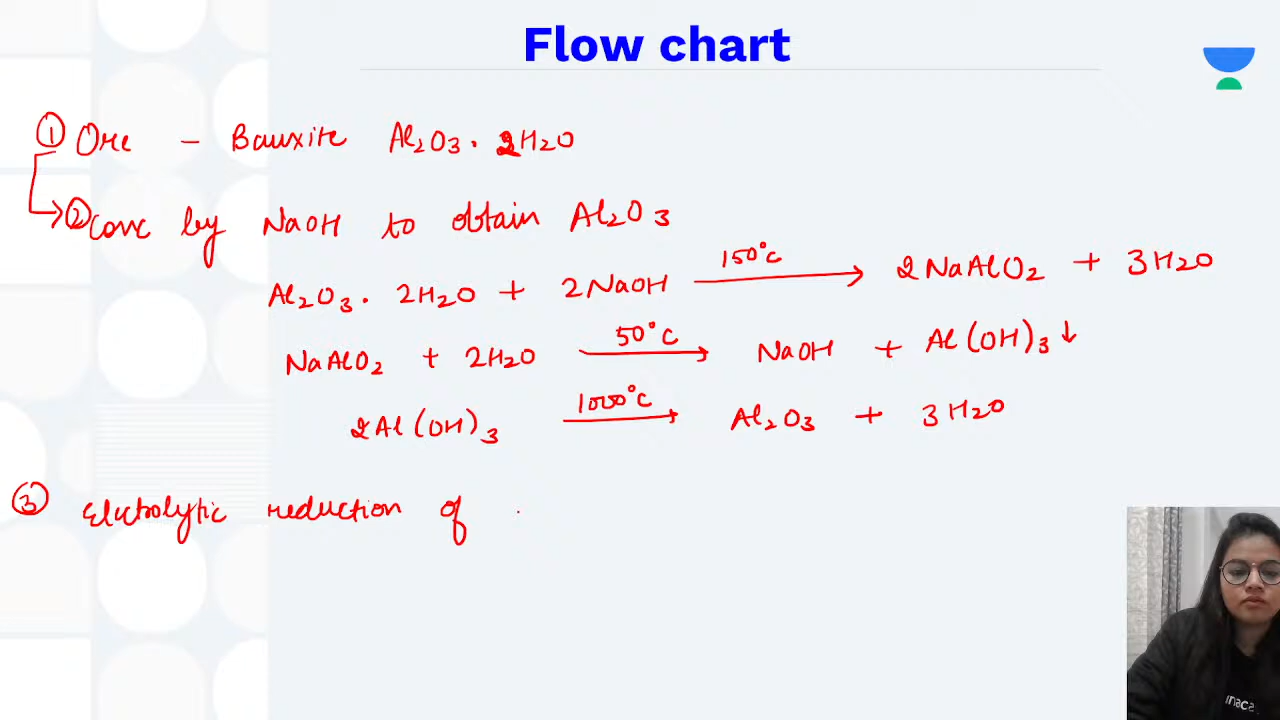 Flow chart
① Ore - Bauxite Al₂O₃. 2H₂O
② Conc by NaOH to obtain Al₂O₃
Al₂O₃. 2H₂O + 2NaOH 150°C → 2NaAlO₂ + 3H₂O
NaAlO₂ + 2H₂O 50°C → NaOH + Al(OH)₃↓
2Al(OH)₃ 1000°C → Al₂O₃ + 3H₂O
③ Electrolytic reduction of